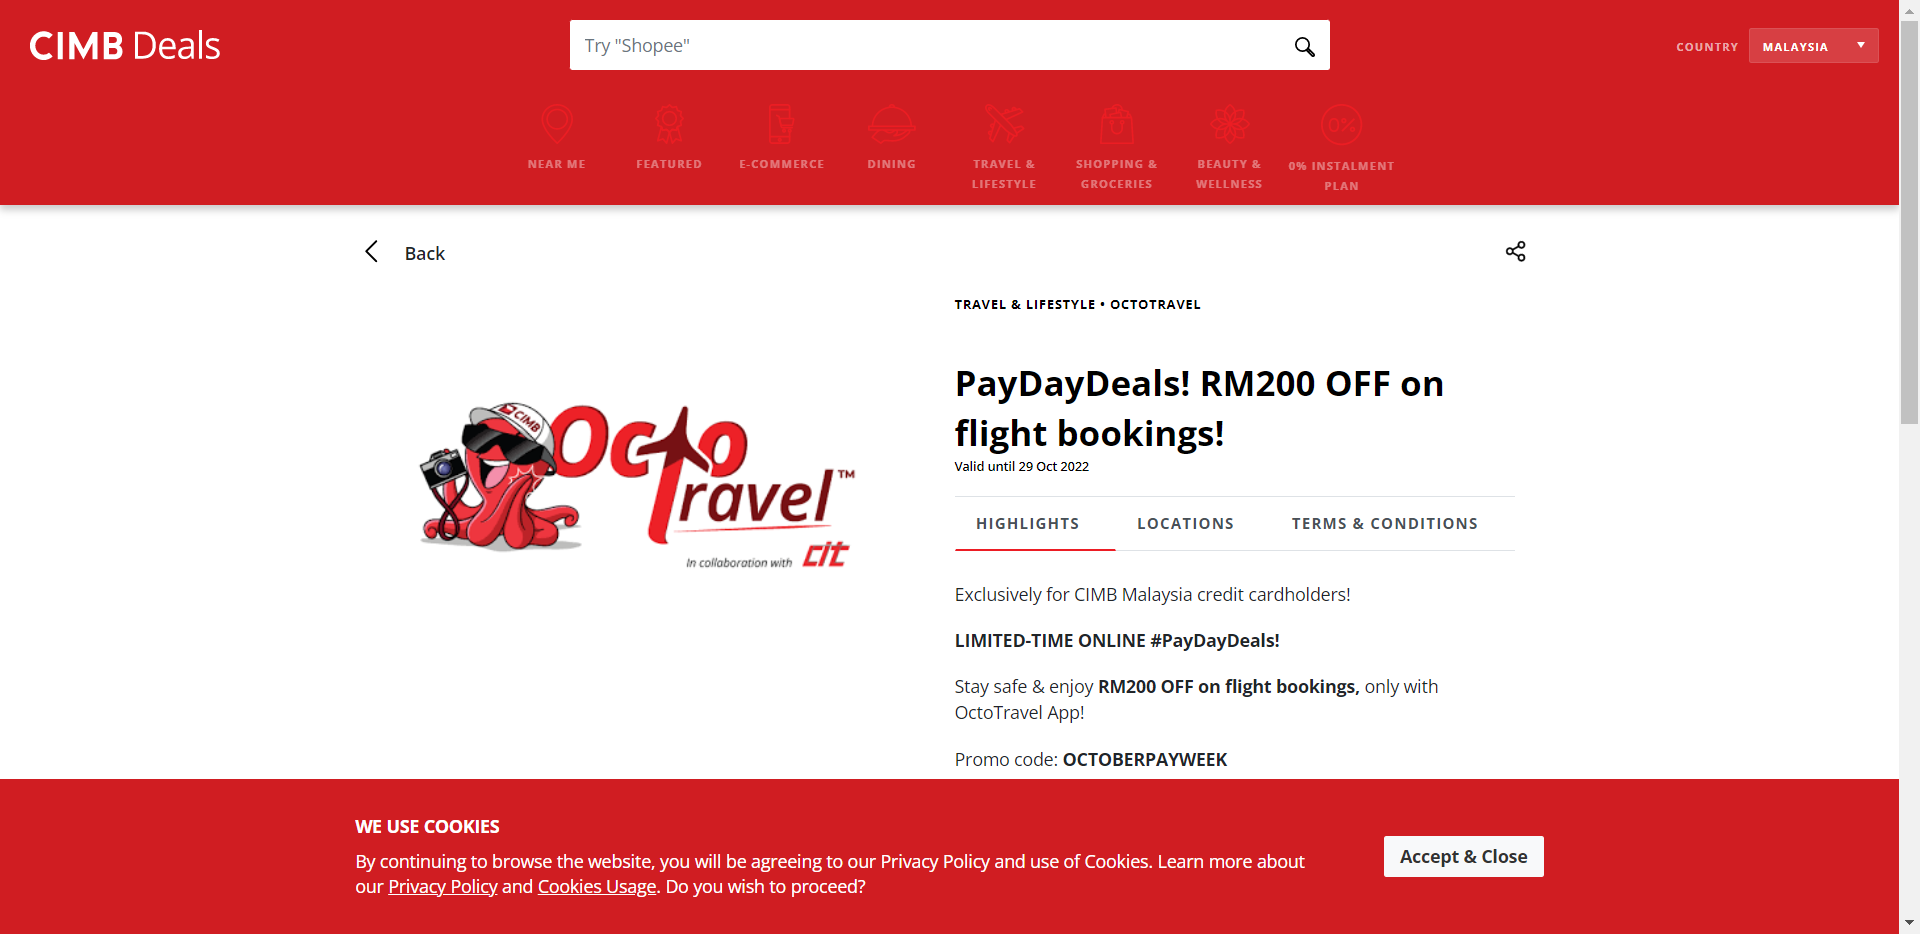 CIMB Deals
Try "Shopee"
COUNTRY
MALAYSIA
NEAR ME
FEATURED
E-COMMERCE
DINING
TRAVEL &
LIFESTYLE
SHOPPING &
GROCERIES
BEAUTY &
WELLNESS
0%
0% INSTALMENT
PLAN
Back
TRAVEL & LIFESTYLE • OCTOTRAVEL
CIMB
Octo
Travel™
In collaboration with cit
PayDayDeals! RM200 OFF on
flight bookings!
Valid until 29 Oct 2022
HIGHLIGHTS
LOCATIONS
TERMS & CONDITIONS
Exclusively for CIMB Malaysia credit cardholders!
LIMITED-TIME ONLINE #PayDayDeals!
Stay safe & enjoy RM200 OFF on flight bookings, only with
OctoTravel App!
Promo code: OCTOBERPAYWEEK
WE USE COOKIES
By continuing to browse the website, you will be agreeing to our Privacy Policy and use of Cookies. Learn more about
our Privacy Policy and Cookies Usage. Do you wish to proceed?
Accept & Close